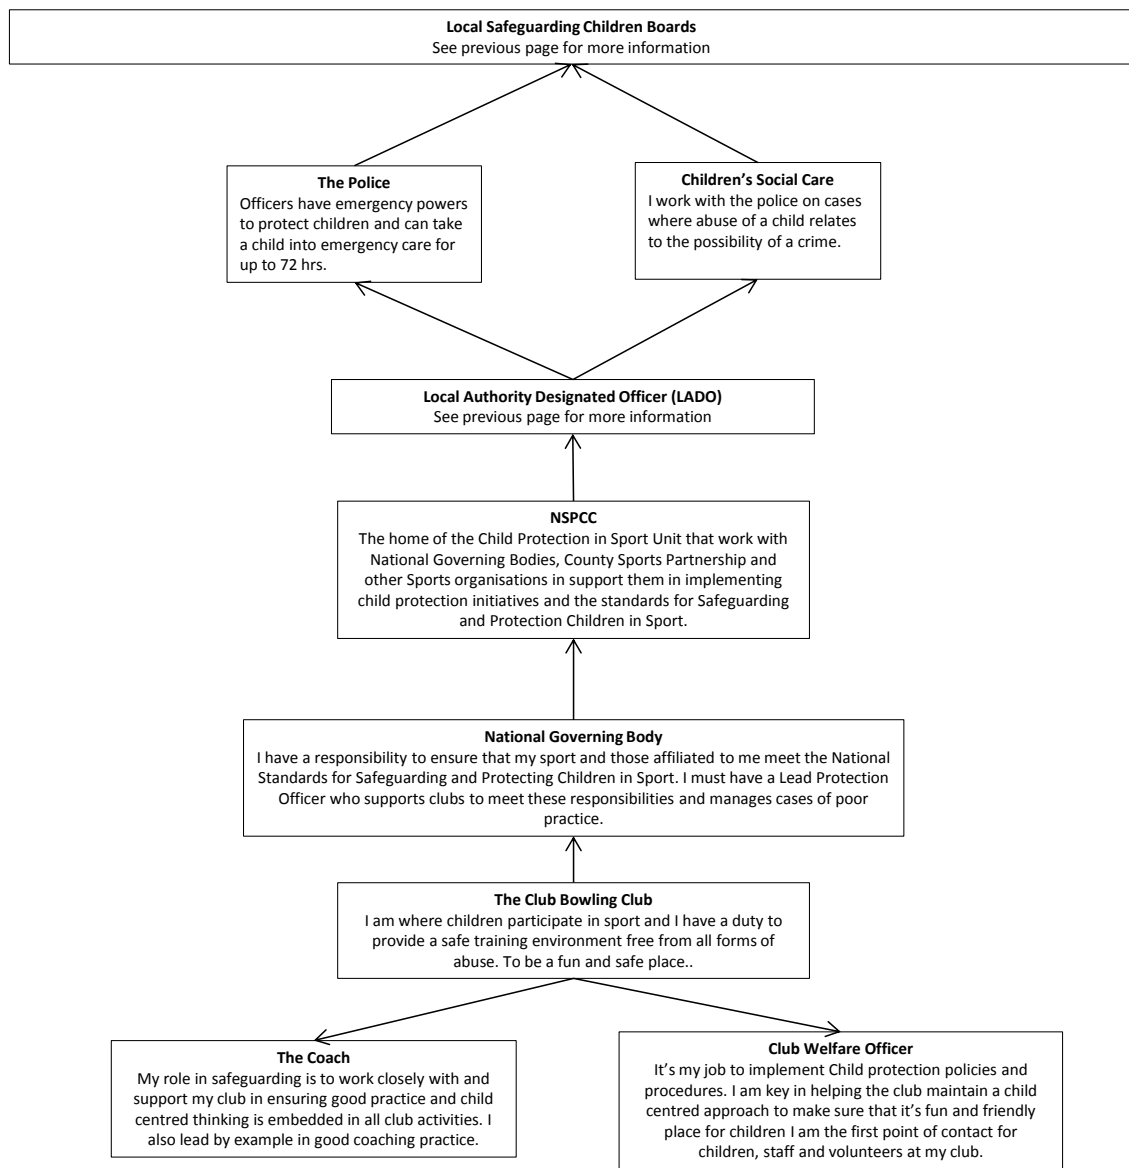 Local Safeguarding Children Boards
See previous page for more information
The Police
Officers have emergency powers
to protect children and can take
a child into emergency care for
up to 72 hrs.
Children’s Social Care
I work with the police on cases
where abuse of a child relates
to the possibility of a crime.
Local Authority Designated Officer (LADO)
See previous page for more information
NSPCC
The home of the Child Protection in Sport Unit that work with
National Governing Bodies, County Sports Partnership and
other Sports organisations in support them in implementing
child protection initiatives and the standards for Safeguarding
and Protection Children in Sport.
National Governing Body
I have a responsibility to ensure that my sport and those affiliated to me meet the National
Standards for Safeguarding and Protecting Children in Sport. I must have a Lead Protection
Officer who supports clubs to meet these responsibilities and manages cases of poor
practice.
The Club Bowling Club
I am where children participate in sport and I have a duty to
provide a safe training environment free from all forms of
abuse. To be a fun and safe place..
The Coach
My role in safeguarding is to work closely with and
support my club in ensuring good practice and child
centred thinking is embedded in all club activities. I
also lead by example in good coaching practice.
Club Welfare Officer
It’s my job to implement Child protection policies and
procedures. I am key in helping the club maintain a child
centred approach to make sure that it’s fun and friendly
place for children I am the first point of contact for
children, staff and volunteers at my club.